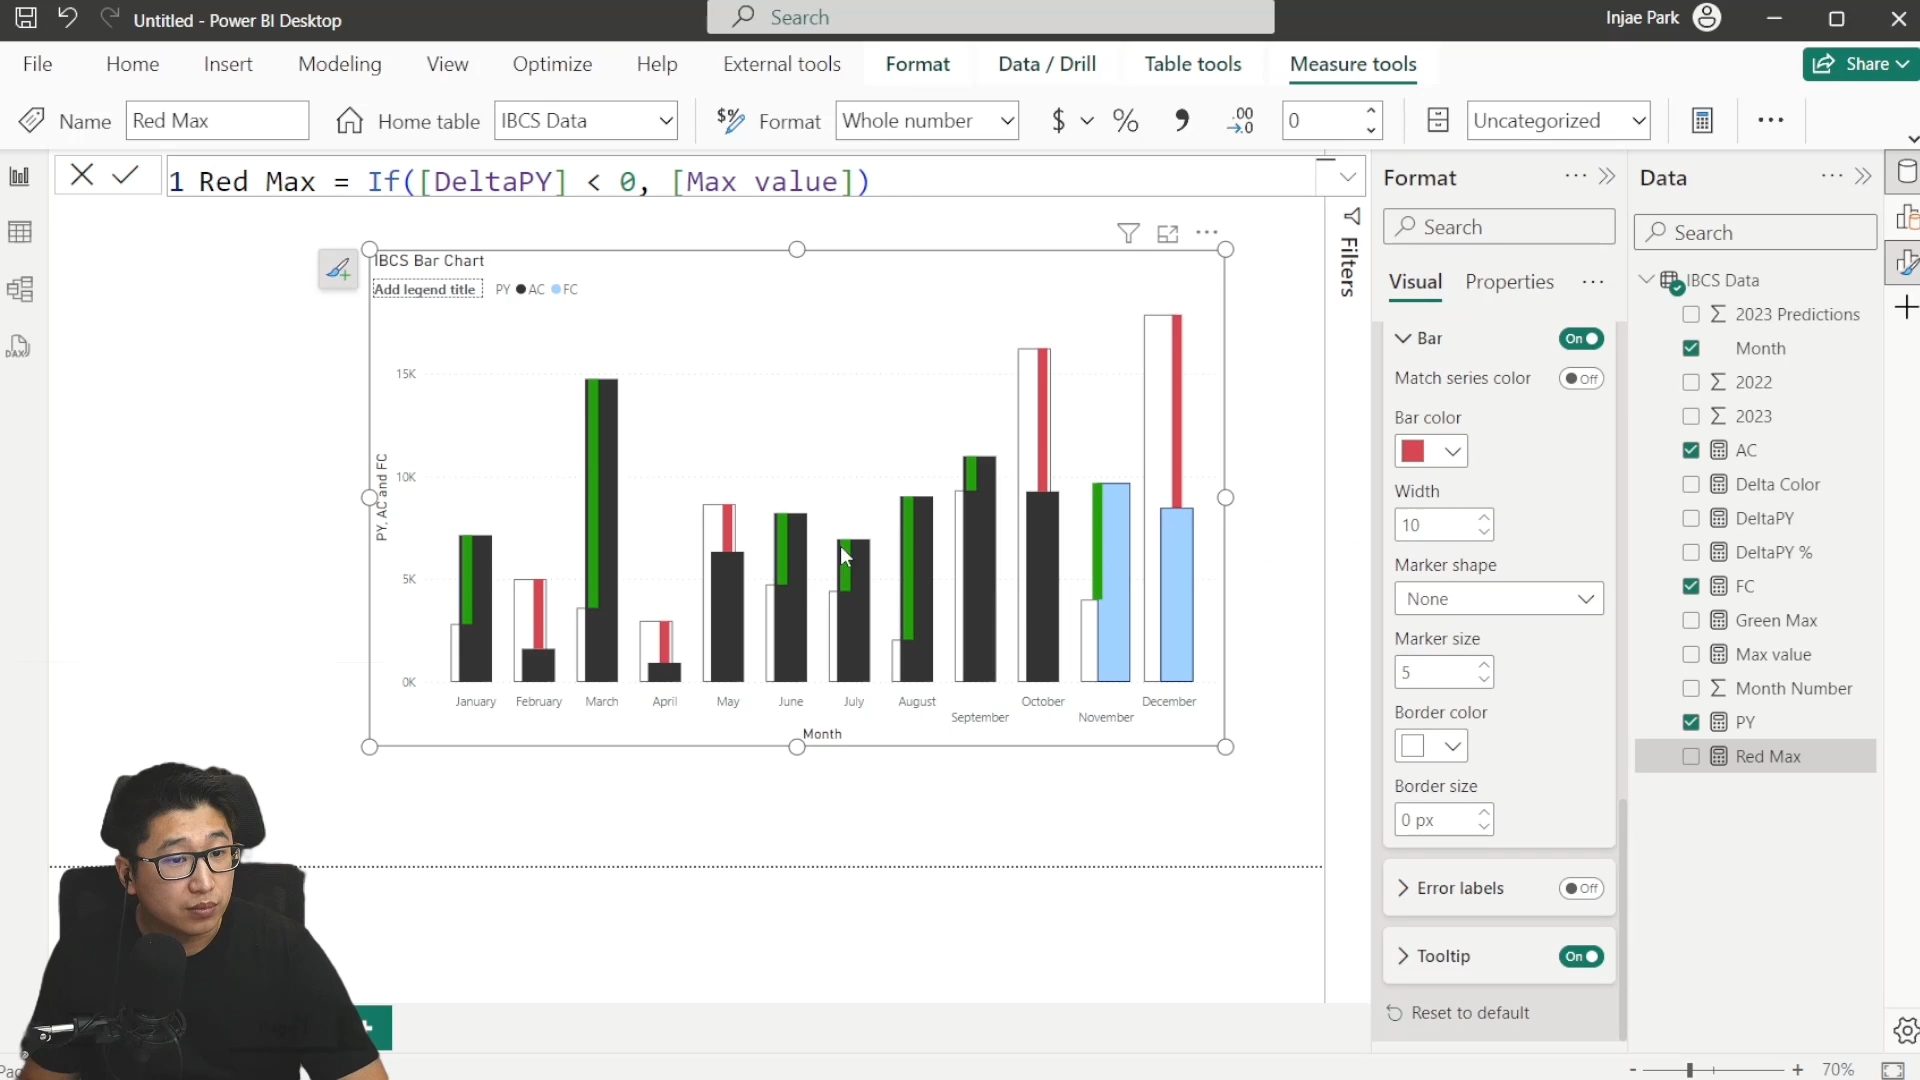 Untitled - Power BI Desktop
Search
Injae Park
File Home Insert Modeling View Optimize Help External tools Format Data / Drill Table tools Measure tools
Share
Name Red Max Home table IBCS Data Format Whole number $ % 0 Uncategorized
1 Red Max = If([DeltaPY] < 0, [Max value])
IBCS Bar Chart
Add legend title PY AC FC
PY, AC and FC
15K
10K
5K
0K
January February March April May June July August September October November December
Month
Filters
Format
Search
Visual Properties
Bar On
Match series color Off
Bar color
Width
10
Marker shape
None
Marker size
5
Border color
Border size
0 px
Error labels Off
Tooltip On
Reset to default
Data
Search
IBCS Data
2023 Predictions
Month
2022
2023
AC
Delta Color
DeltaPY
DeltaPY %
FC
Green Max
Max value
Month Number
PY
Red Max
DAX
- + 70%